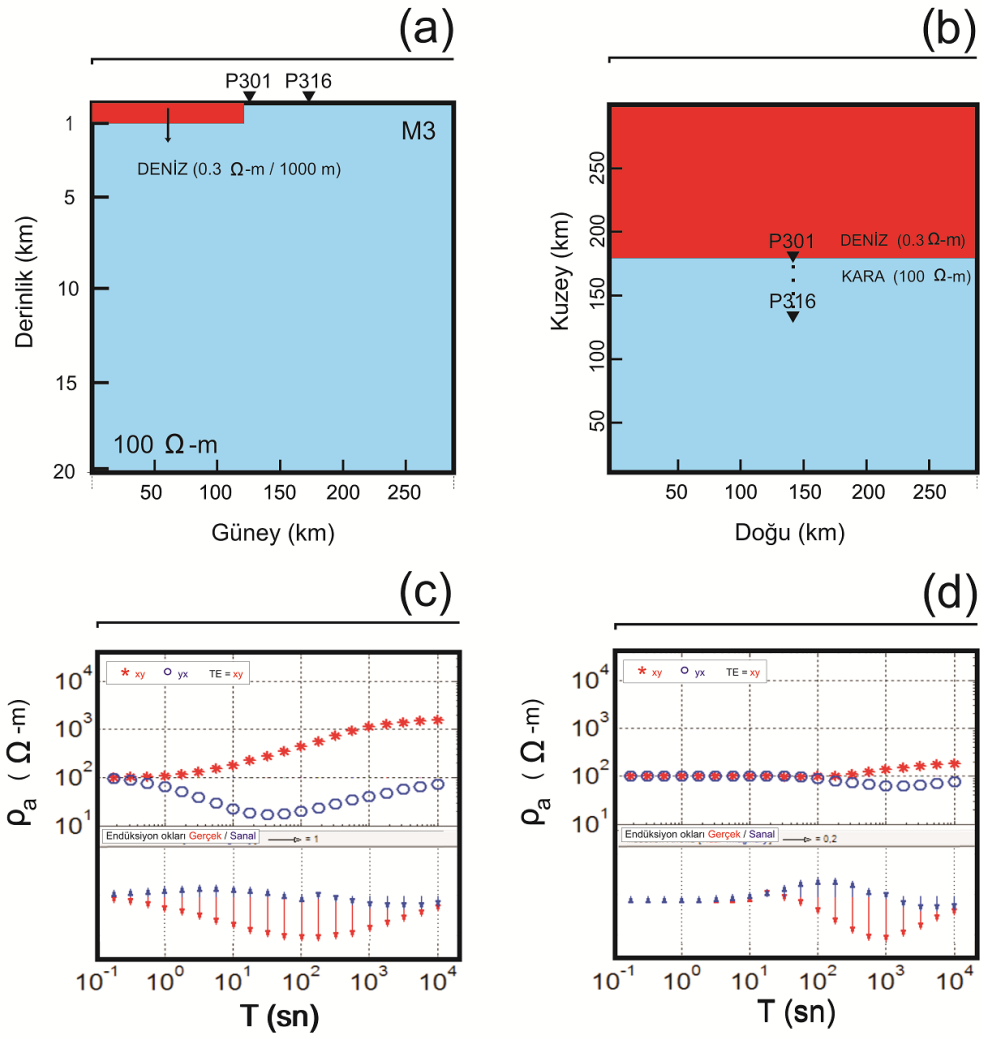 (a)
P301 P316
M3
DENİZ (0.3 Ω-m / 1000 m)
1
5
10
15
20
Derinlik (km)
100 Ω-m
50 100 150 200 250
Güney (km)
(b)
250
200
150
100
50
Kuzey (km)
P301
DENİZ (0.3 Ω-m)
KARA (100 Ω-m)
P316
50 100 150 200 250
Doğu (km)
(c)
xy yx TE = xy
10⁴
10³
10²
10¹
ρa (Ω-m)
Endüksiyon okları Gerçek / Sanal
= 1
10⁻¹ 10⁰ 10¹ 10² 10³ 10⁴
T (sn)
(d)
xy yx TE = xy
10⁴
10³
10²
10¹
ρa (Ω-m)
Endüksiyon okları Gerçek / Sanal
= 0,2
10⁻¹ 10⁰ 10¹ 10² 10³ 10⁴
T (sn)